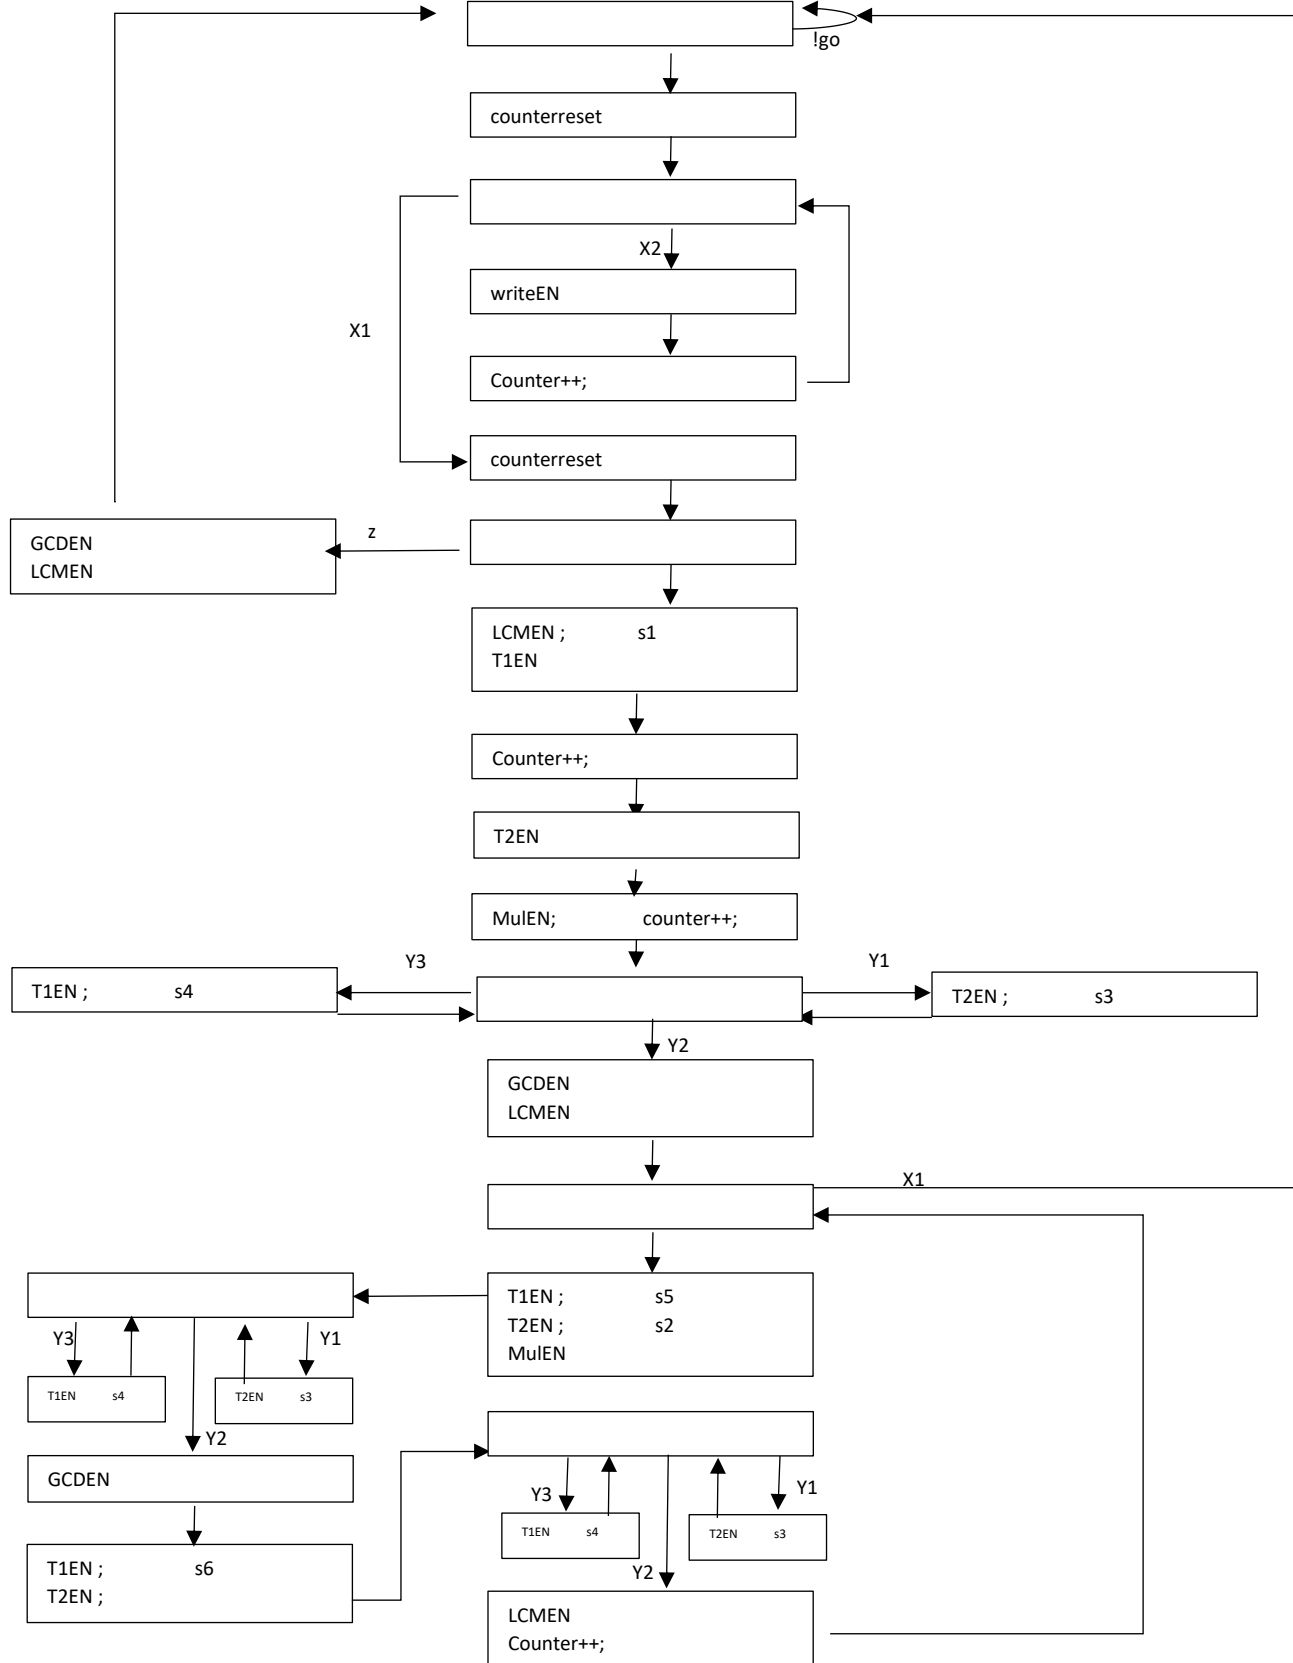 !go
counterreset
X2
writeEN
X1
Counter++;
counterreset
z
GCDEN
LCMEN
LCMEN ; s1
T1EN
Counter++;
T2EN
MulEN; counter++;
Y3
Y1
T1EN ; s4
T2EN ; s3
Y2
GCDEN
LCMEN
X1
T1EN ; s5
T2EN ; s2
MulEN
Y3
Y1
T1EN s4
T2EN s3
Y2
GCDEN
Y3
Y1
T1EN s4
T2EN s3
T1EN ; s6
T2EN ;
Y2
LCMEN
Counter++;